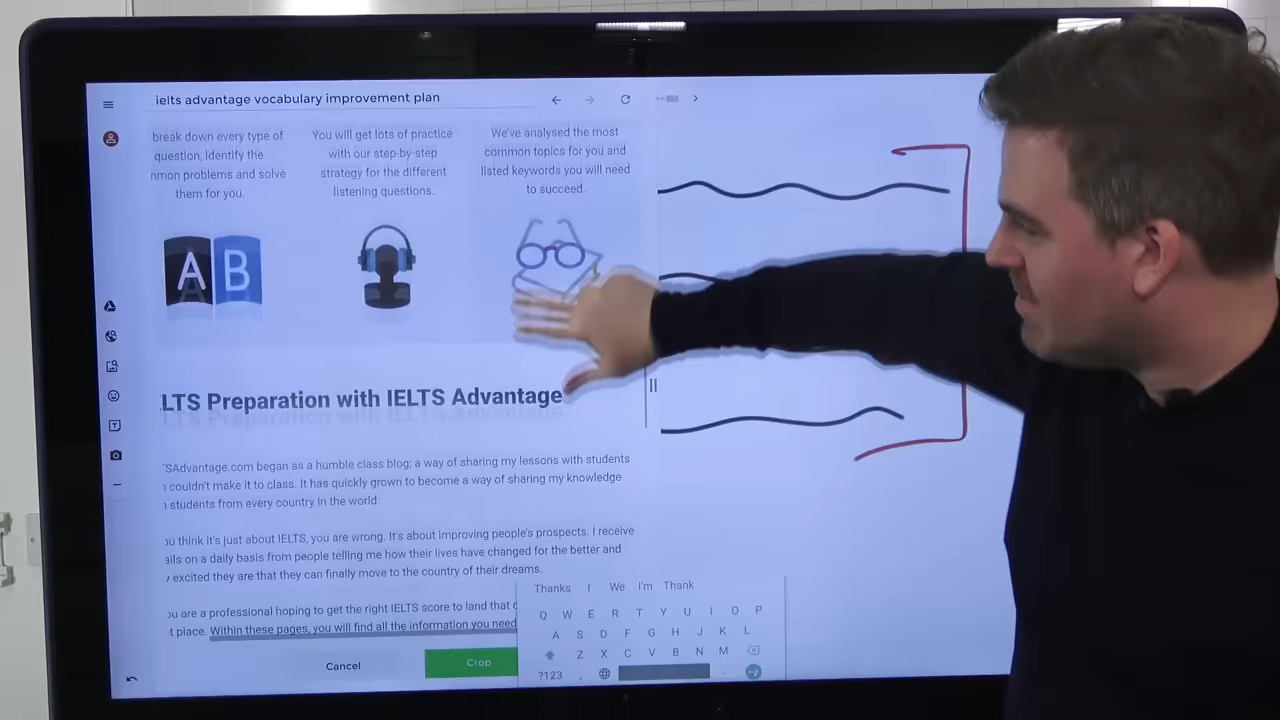 ielts advantage vocabulary improvement plan
break down every type of
question, Identify the
mmon problems and solve
them for you.
You will get lots of practice
with our step-by-step
strategy for the different
listening questions.
We've analysed the most
common topics for you and
listed keywords you will need
to succeed.
A B
LTS Preparation with IELTS Advantage
SAdvantage.com began as a humble class blog; a way of sharing my lessons with students
couldn't make it to class. It has quickly grown to become a way of sharing my knowledge
students from every country in the world.
ou think it's just about IELTS, you are wrong. It's about improving people's prospects. I receive
ails on a daily basis from people telling me how their lives have changed for the better and
excited they are that they can finally move to the country of their dreams.
ou are a professional hoping to get the right IELTS score to land that
t place. Within these pages, you will find all the information you need
Cancel
Crop
Thanks I We I'm Thank
Q W E R T Y U I O P
A S D F G H J K L
Z X C V B N M
?123 , .